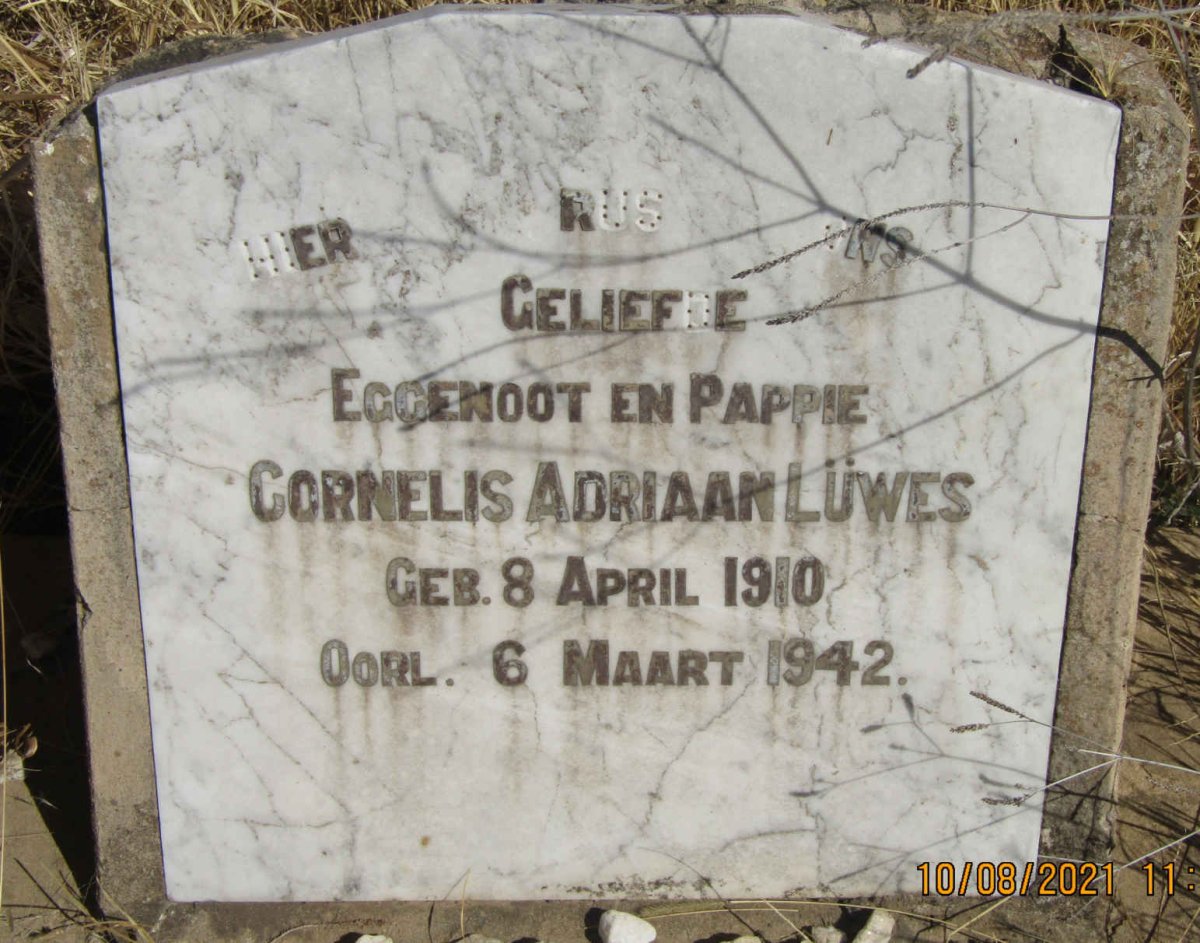 HIER RUS ONS
GELIEFDE
EGGENOOT EN PAPPIE
CORNELIS ADRIAAN LÜWES
GEB. 8 APRIL 1910
OORL. 6 MAART 1942.
10/08/2021 11: